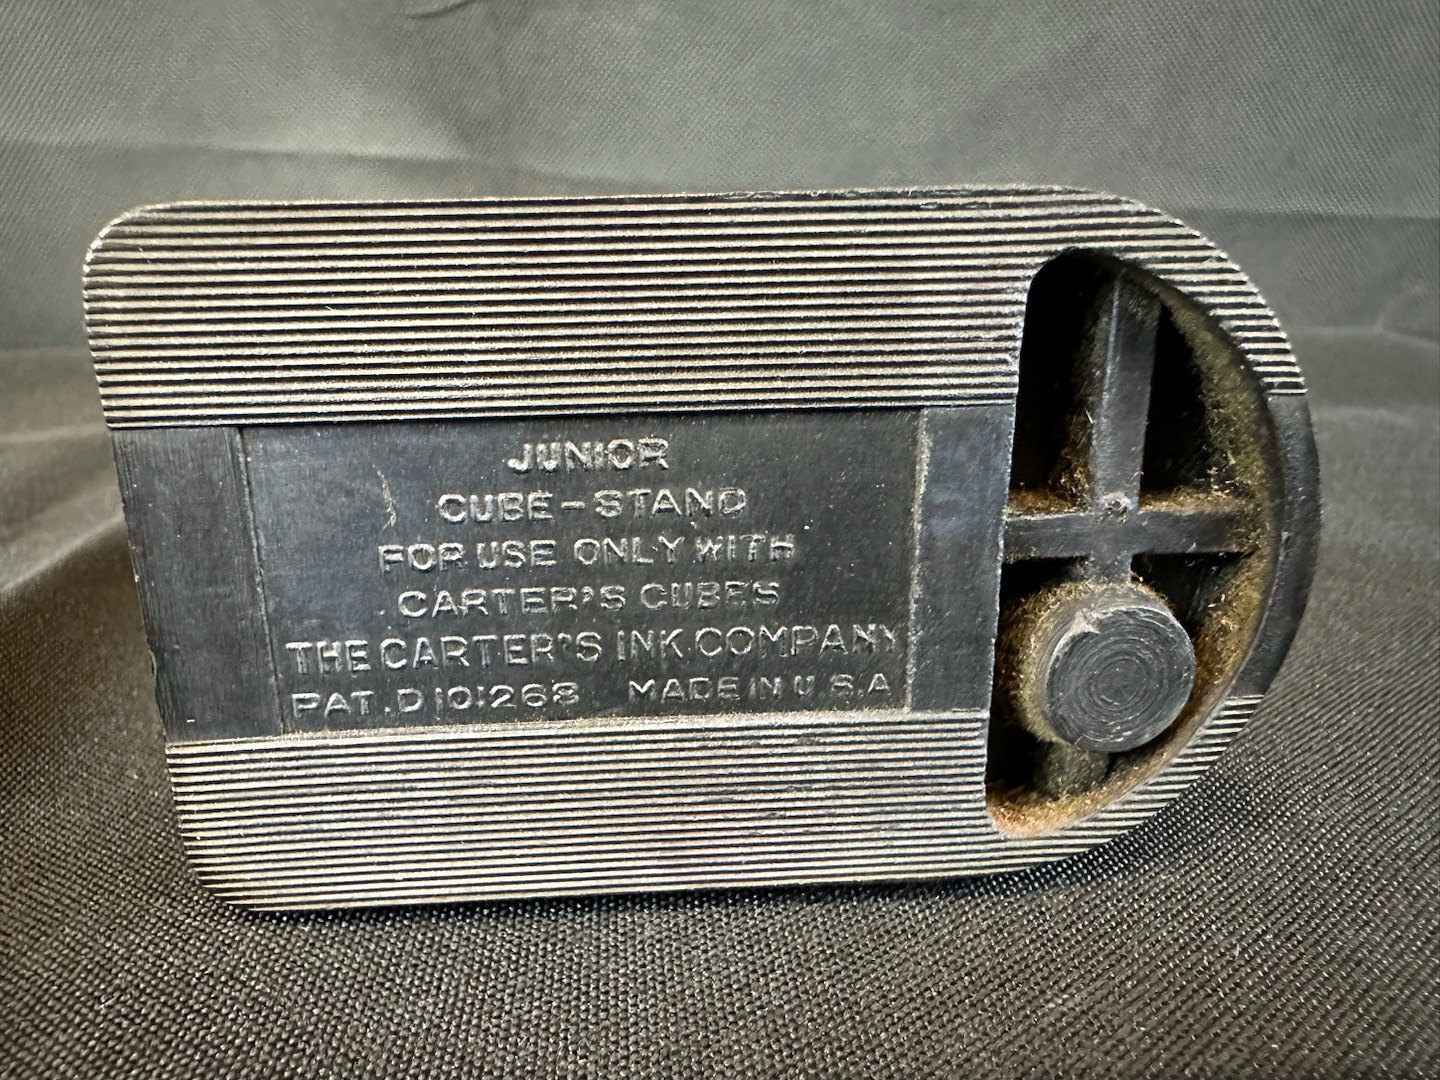 JUNIOR
CUBE-STAND
FOR USE ONLY WITH
CARTER'S CUBES
THE CARTER'S INK COMPANY
PAT. D 101268 MADE IN U.S.A